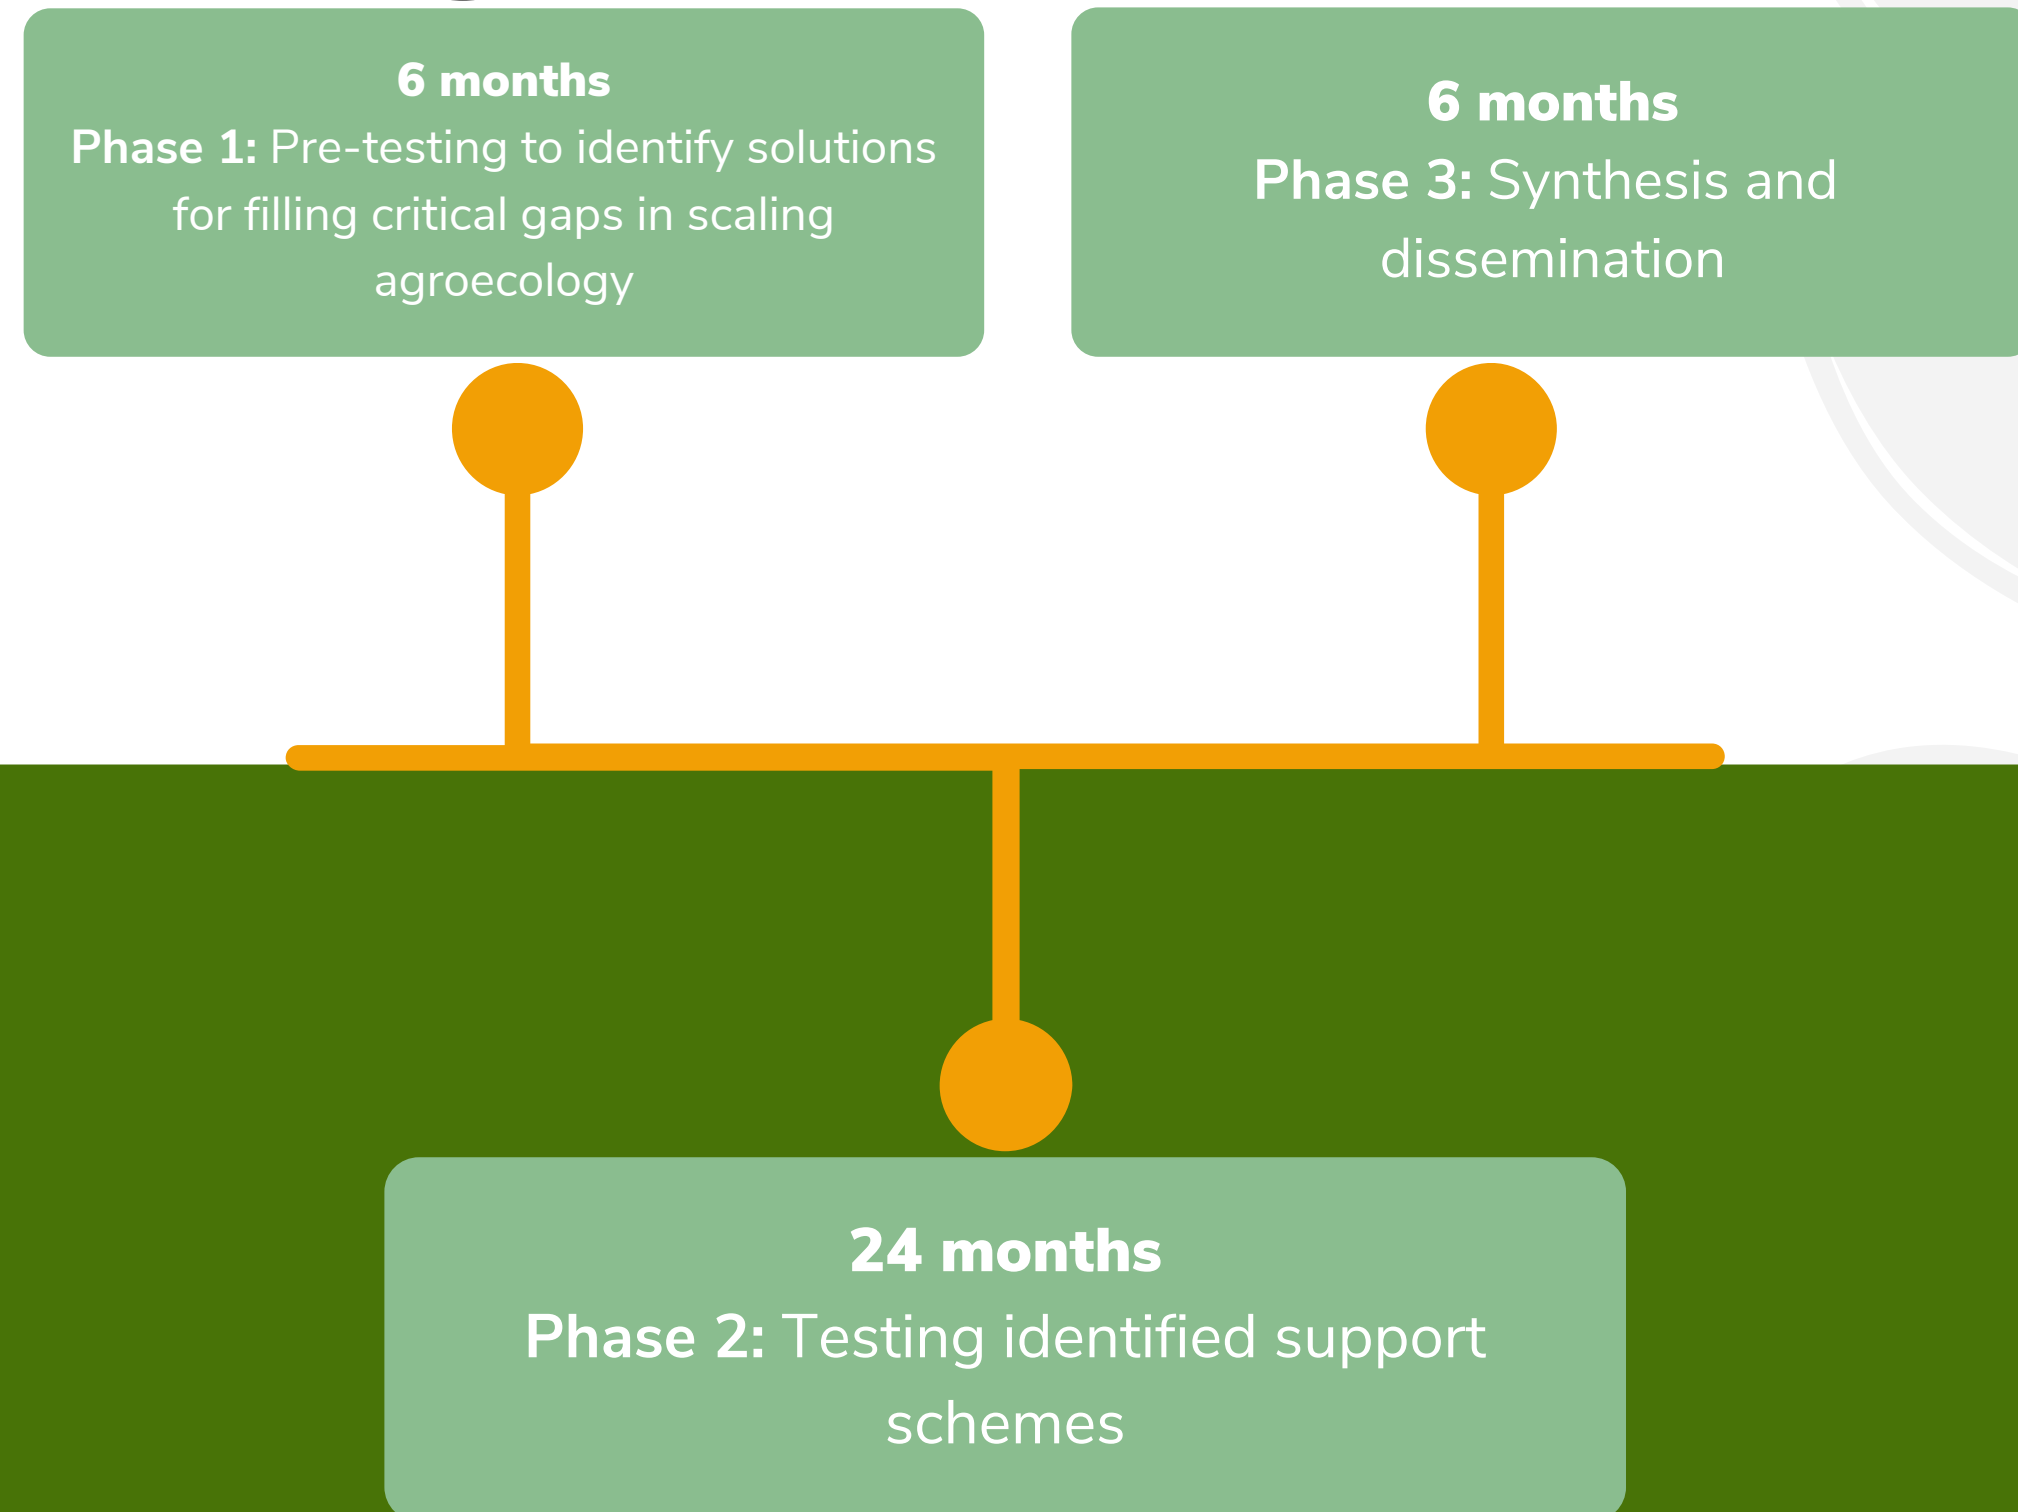 6 months
Phase 1: Pre-testing to identify solutions
for filling critical gaps in scaling
agroecology
6 months
Phase 3: Synthesis and
dissemination
24 months
Phase 2: Testing identified support
schemes